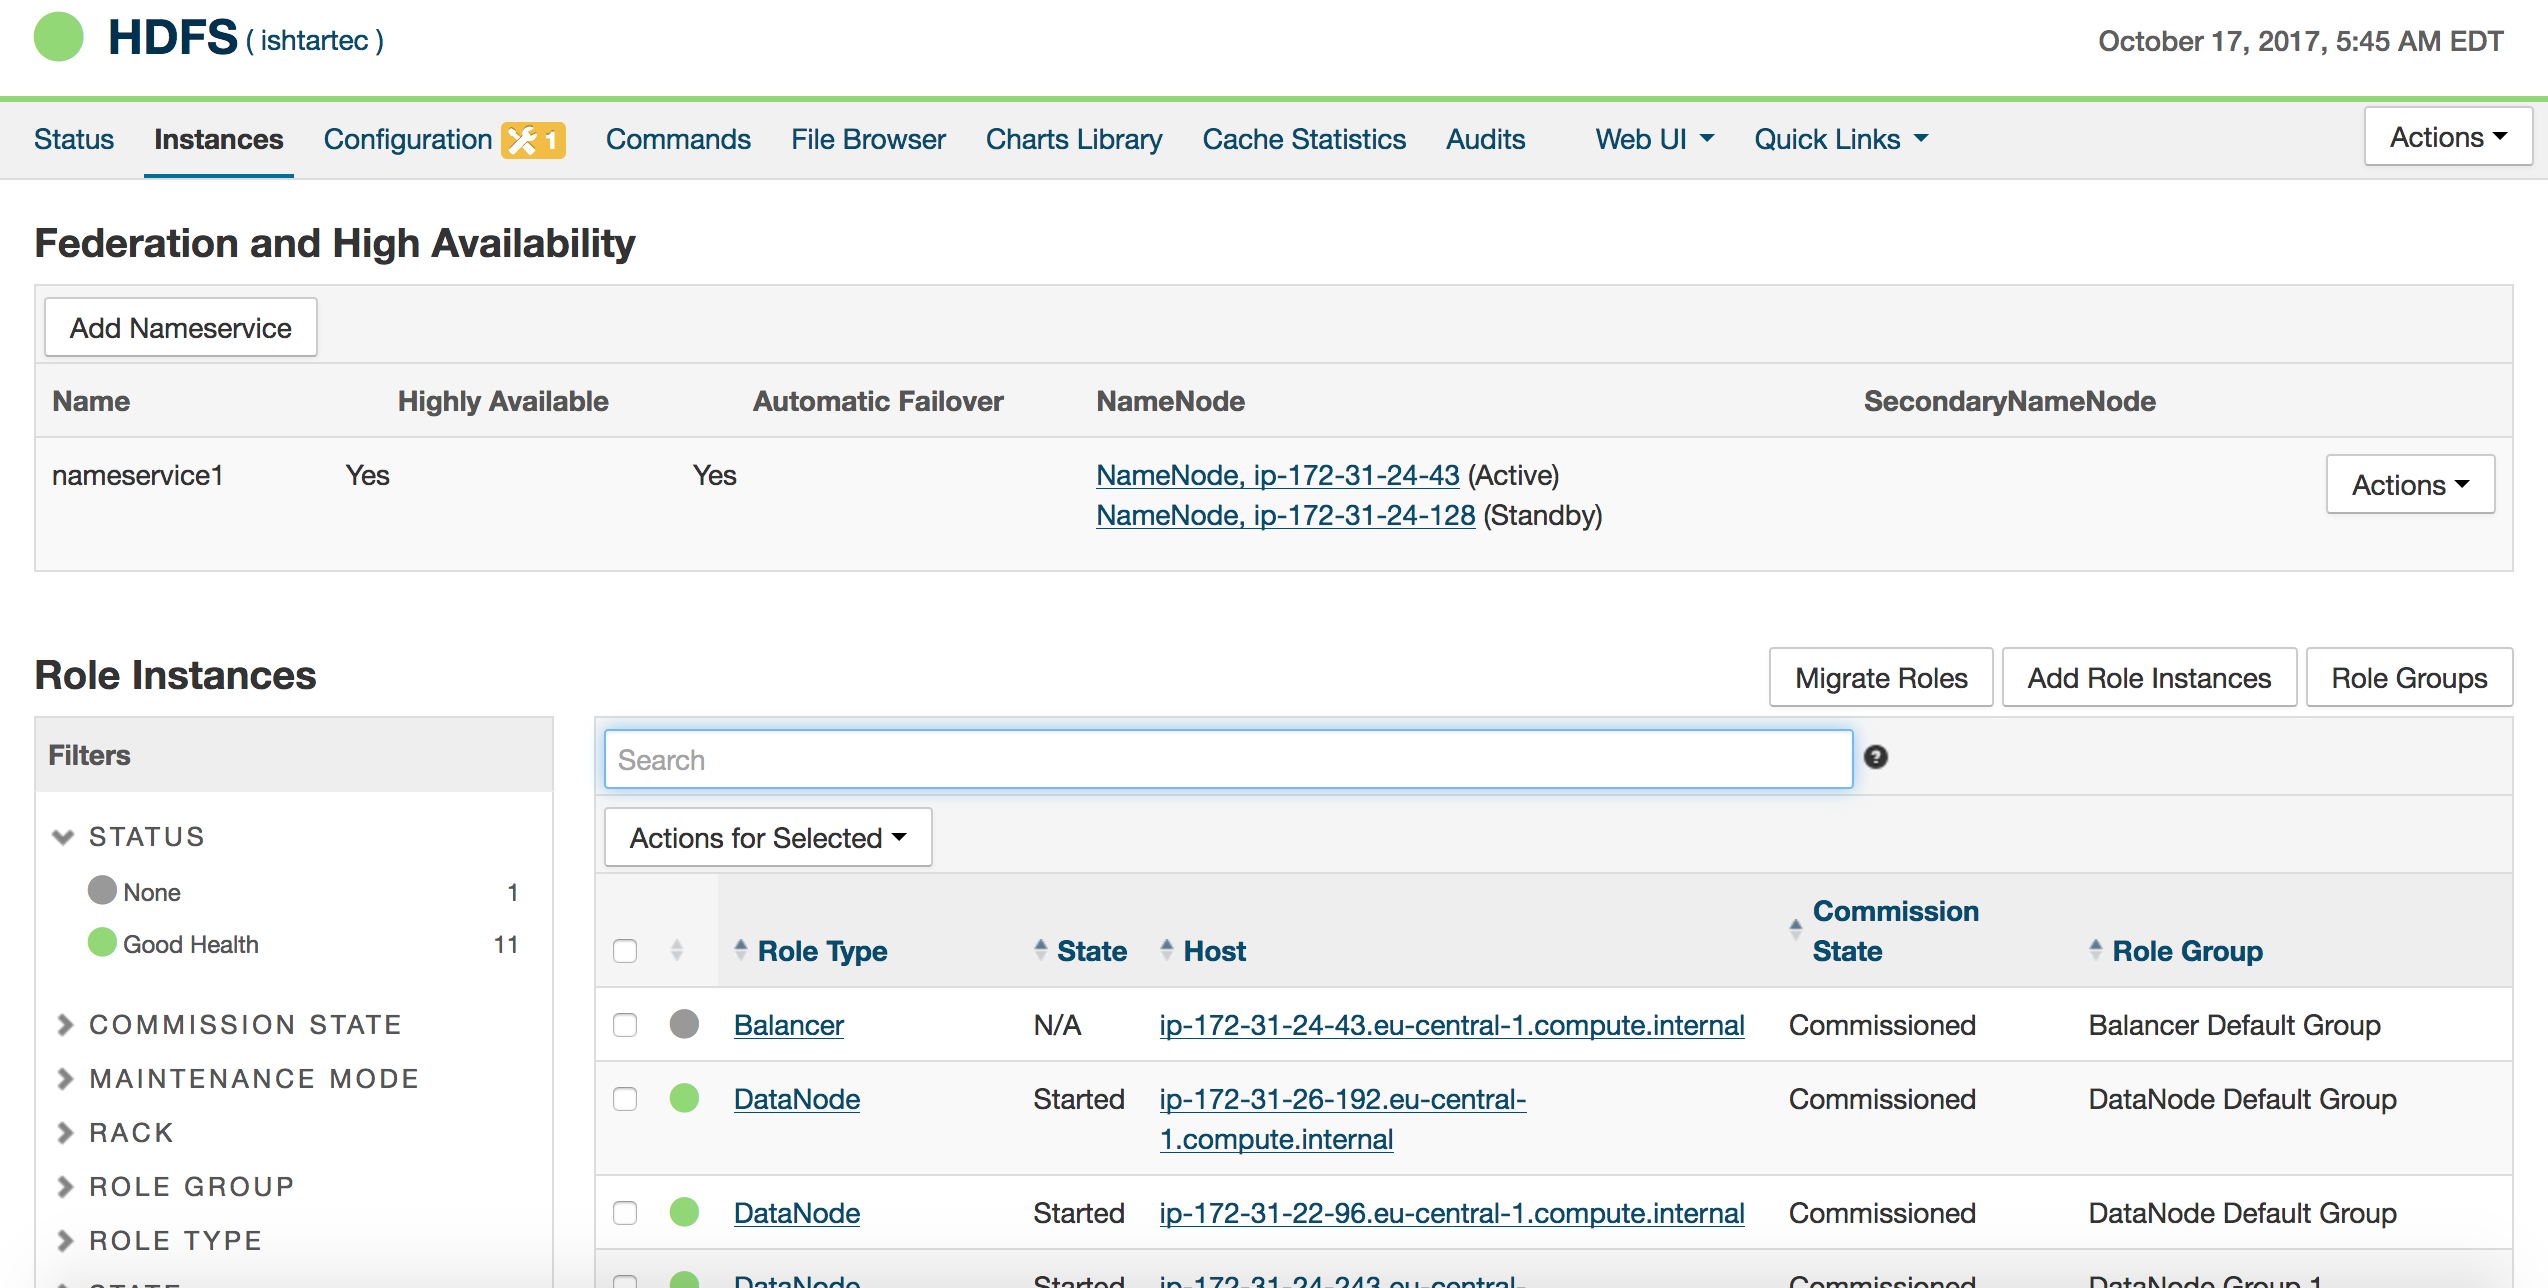 HDFS ( ishtartec )
October 17, 2017, 5:45 AM EDT
Status Instances Configuration 1 Commands File Browser Charts Library Cache Statistics Audits Web UI Quick Links Actions
Federation and High Availability
Add Nameservice
Name Highly Available Automatic Failover NameNode SecondaryNameNode
nameservice1 Yes Yes NameNode, ip-172-31-24-43 (Active) Actions
NameNode, ip-172-31-24-128 (Standby)
Role Instances
Migrate Roles Add Role Instances Role Groups
Filters
STATUS
None 1
Good Health 11
COMMISSION STATE
MAINTENANCE MODE
RACK
ROLE GROUP
ROLE TYPE
STATE
Search ?
Actions for Selected
Role Type State Host Commission State Role Group
Balancer N/A ip-172-31-24-43.eu-central-1.compute.internal Commissioned Balancer Default Group
DataNode Started ip-172-31-26-192.eu-central- Commissioned DataNode Default Group
1.compute.internal
DataNode Started ip-172-31-22-96.eu-central-1.compute.internal Commissioned DataNode Default Group
DataNode Started ip-172-31-24-243.eu-central- Commissioned DataNode Group 1